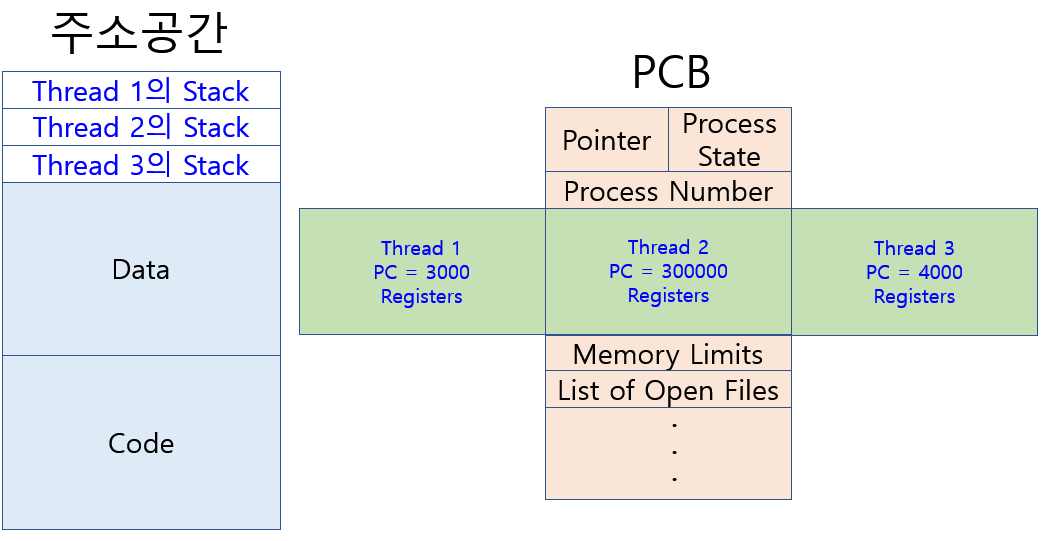 주소공간
Thread 1의 Stack
Thread 2의 Stack
Thread 3의 Stack
Data
Code
PCB
Pointer
Process
State
Process Number
Thread 1
PC = 3000
Registers
Thread 2
PC = 300000
Registers
Thread 3
PC = 4000
Registers
Memory Limits
List of Open Files
.
.
.